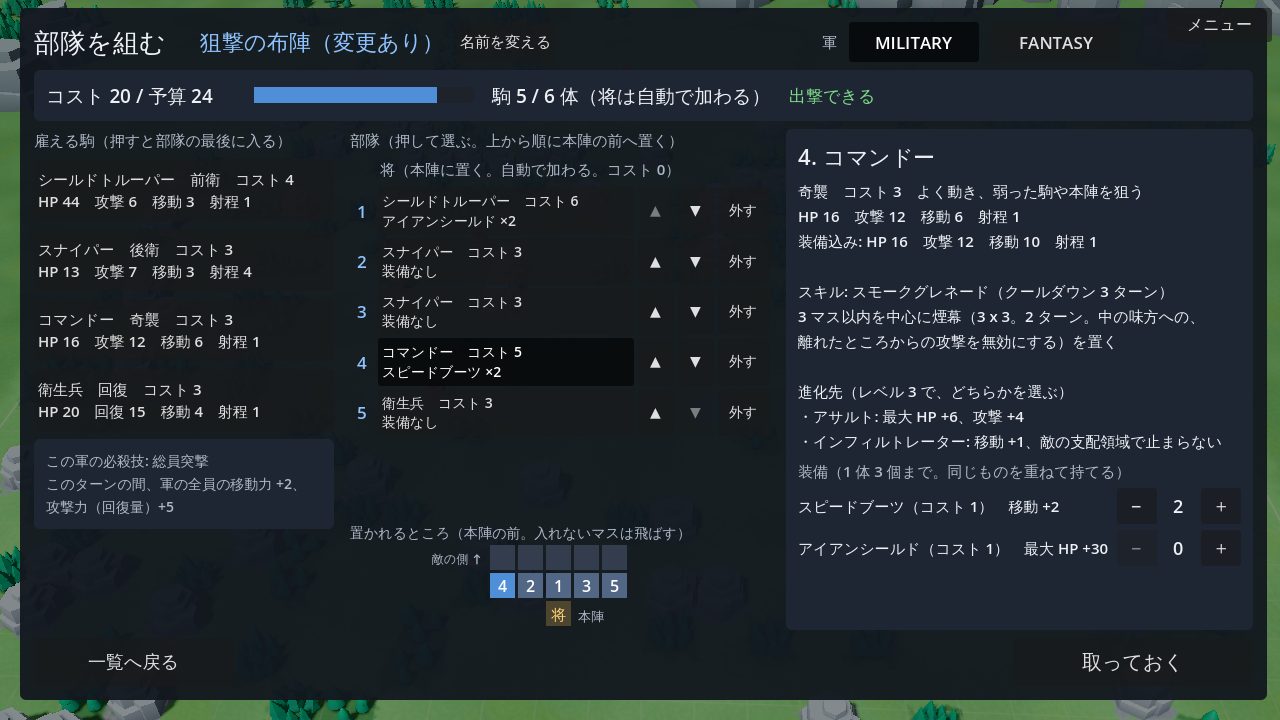 メニュー
部隊を組む 狙撃の布陣（変更あり） 名前を変える 軍 MILITARY FANTASY
コスト 20 / 予算 24 駒 5 / 6 体（将は自動で加わる） 出撃できる
雇える駒（押すと部隊の最後に入る）
シールドトルーパー　前衛　コスト 4
HP 44　攻撃 6　移動 3　射程 1
スナイパー　後衛　コスト 3
HP 13　攻撃 7　移動 3　射程 4
コマンドー　奇襲　コスト 3
HP 16　攻撃 12　移動 6　射程 1
衛生兵　回復　コスト 3
HP 20　回復 15　移動 4　射程 1
この軍の必殺技: 総員突撃
このターンの間、軍の全員の移動力 +2、
攻撃力（回復量）+5
部隊（押して選ぶ。上から順に本陣の前へ置く）
将（本陣に置く。自動で加わる。コスト 0）
1 シールドトルーパー　コスト 6
アイアンシールド ×2
▲ ▼ 外す
2 スナイパー　コスト 3
装備なし
▲ ▼ 外す
3 スナイパー　コスト 3
装備なし
▲ ▼ 外す
4 コマンドー　コスト 5
スピードブーツ ×2
▲ ▼ 外す
5 衛生兵　コスト 3
装備なし
▲ ▼ 外す
置かれるところ（本陣の前。入れないマスは飛ばす）
敵の側 ↑
4 2 1 3 5
将 本陣
4. コマンドー
奇襲　コスト 3　よく動き、弱った駒や本陣を狙う
HP 16　攻撃 12　移動 6　射程 1
装備込み: HP 16　攻撃 12　移動 10　射程 1
スキル: スモークグレネード（クールダウン 3 ターン）
3 マス以内を中心に煙幕（3 x 3。2 ターン。中の味方への、
離れたところからの攻撃を無効にする）を置く
進化先（レベル 3 で、どちらかを選ぶ）
・アサルト: 最大 HP +6、攻撃 +4
・インフィルトレーター: 移動 +1、敵の支配領域で止まらない
装備（1 体 3 個まで。同じものを重ねて持てる）
スピードブーツ（コスト 1）　移動 +2 − 2 +
アイアンシールド（コスト 1）　最大 HP +30 − 0 +
一覧へ戻る 取っておく